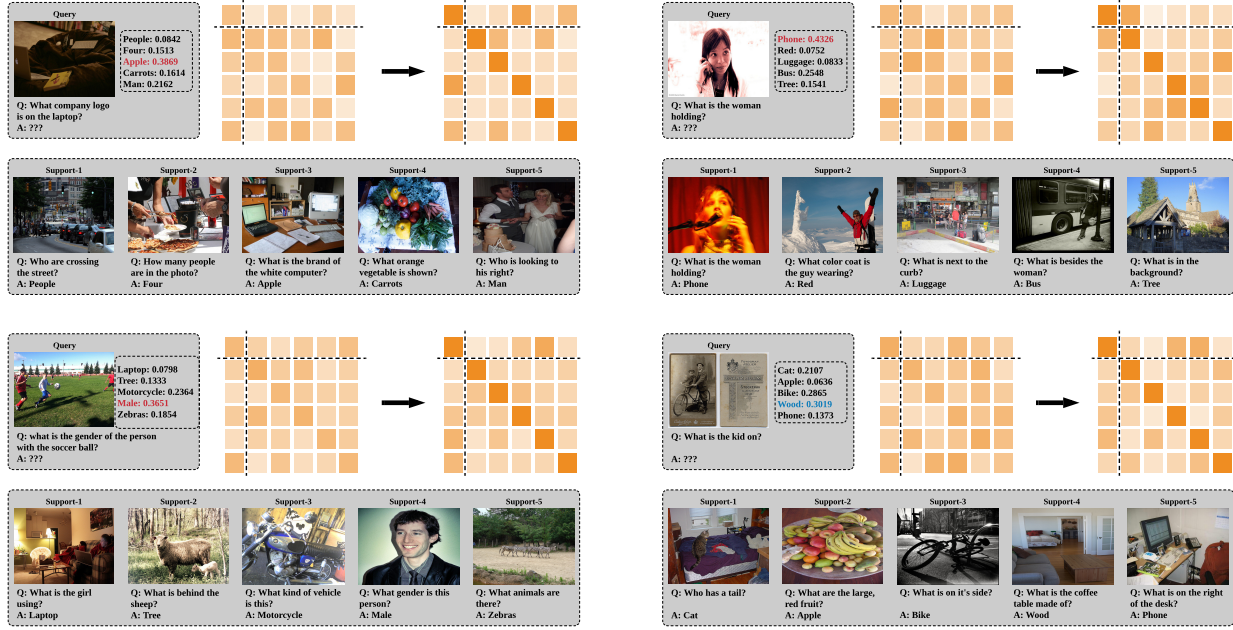 Query
People: 0.0842
Four: 0.1513
Apple: 0.3869
Carrots: 0.1614
Man: 0.2162
Q: What company logo
is on the laptop?
A: ???
Support-1
Support-2
Support-3
Support-4
Support-5
Q: Who are crossing
the street?
A: People
Q: How many people
are in the photo?
A: Four
Q: What is the brand of
the white computer?
A: Apple
Q: What orange
vegetable is shown?
A: Carrots
Q: Who is looking to
his right?
A: Man
Query
Phone: 0.4326
Red: 0.0752
Luggage: 0.0833
Bus: 0.2548
Tree: 0.1541
Q: What is the woman
holding?
A: ???
Support-1
Support-2
Support-3
Support-4
Support-5
Q: What is the woman
holding?
A: Phone
Q: What color coat is
the guy wearing?
A: Red
Q: What is next to the
curb?
A: Luggage
Q: What is besides the
woman?
A: Bus
Q: What is in the
background?
A: Tree
Query
Laptop: 0.0798
Tree: 0.1333
Motorcycle: 0.2364
Male: 0.3651
Zebras: 0.1854
Q: what is the gender of the person
with the soccer ball?
A: ???
Support-1
Support-2
Support-3
Support-4
Support-5
Q: What is the girl
using?
A: Laptop
Q: What is behind the
sheep?
A: Tree
Q: What kind of vehicle
is this?
A: Motorcycle
Q: What gender is this
person?
A: Male
Q: What animals are
there?
A: Zebras
Query
Cat: 0.2107
Apple: 0.0636
Bike: 0.2865
Wood: 0.3019
Phone: 0.1373
Q: What is the kid on?
A: ???
Support-1
Support-2
Support-3
Support-4
Support-5
Q: Who has a tail?
A: Cat
Q: What are the large,
red fruit?
A: Apple
Q: What is on it's side?
A: Bike
Q: What is the coffee
table made of?
A: Wood
Q: What is on the right
of the desk?
A: Phone